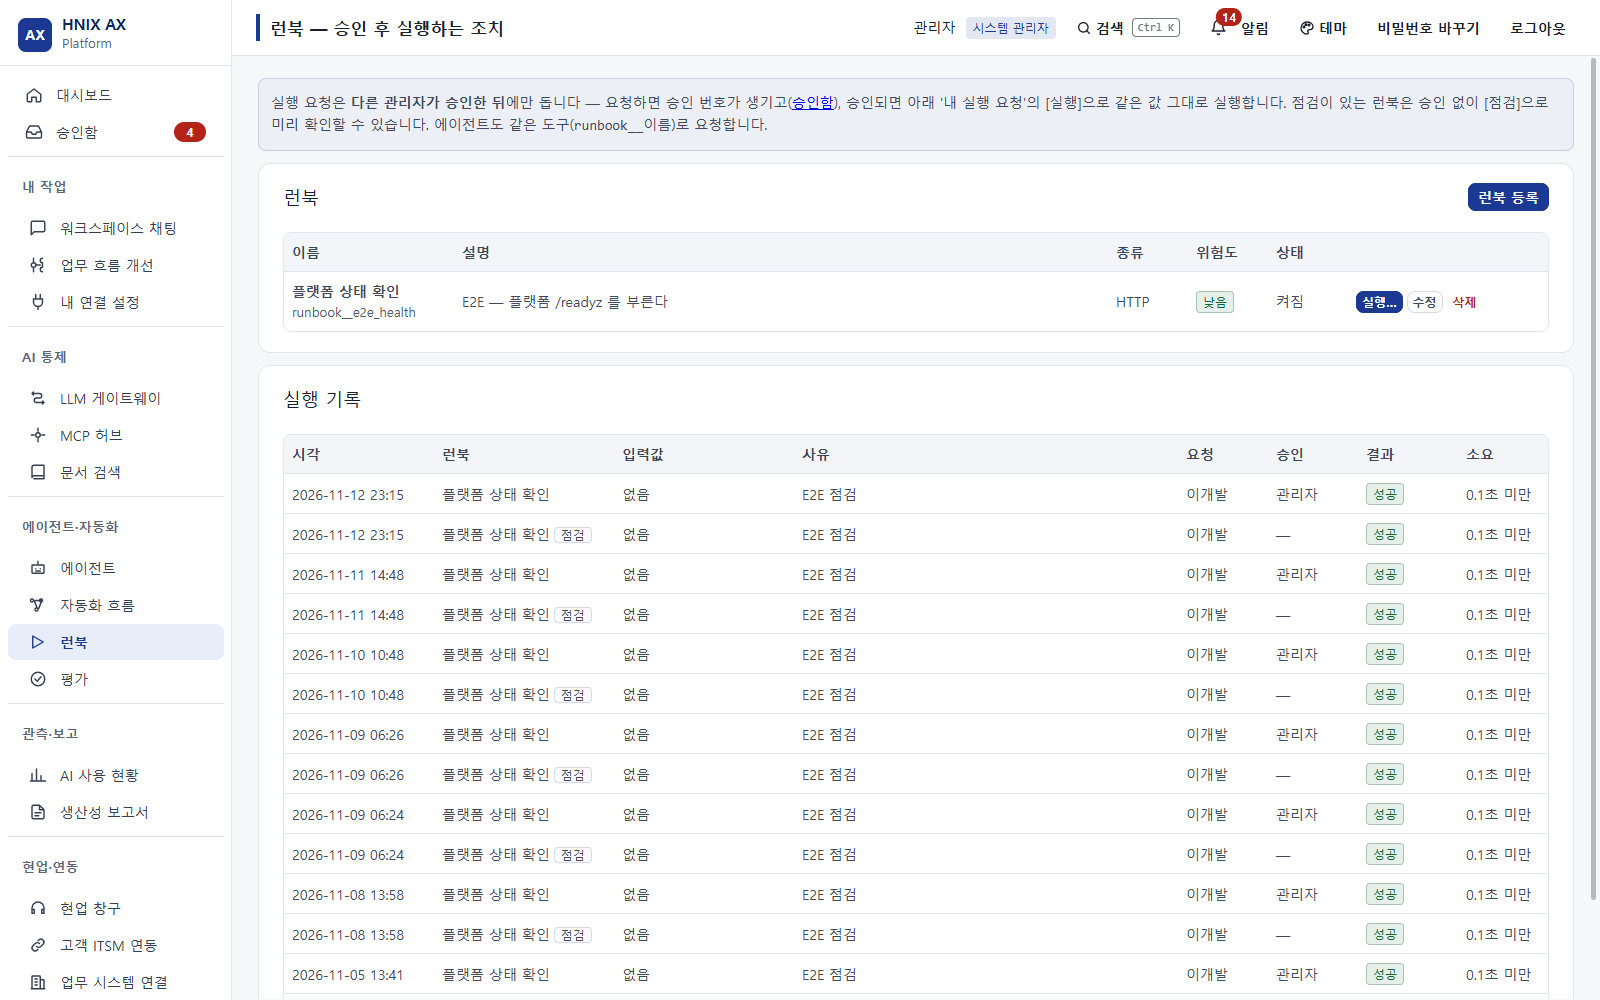 AX
HNIX AX
Platform
대시보드
승인함
4
내 작업
워크스페이스 채팅
업무 흐름 개선
내 연결 설정
AI 통제
LLM 게이트웨이
MCP 허브
문서 검색
에이전트·자동화
에이전트
자동화 흐름
런북
평가
관측·보고
AI 사용 현황
생산성 보고서
현업·연동
현업 창구
고객 ITSM 연동
업무 시스템 연결
런북 — 승인 후 실행하는 조치
관리자 시스템 관리자 검색 Ctrl K 14 알림 테마 비밀번호 바꾸기 로그아웃
실행 요청은 다른 관리자가 승인한 뒤에만 돕니다 — 요청하면 승인 번호가 생기고(승인함), 승인되면 아래 '내 실행 요청'의 [실행]으로 같은 값 그대로 실행합니다. 점검이 있는 런북은 승인 없이 [점검]으로
미리 확인할 수 있습니다. 에이전트도 같은 도구(runbook__이름)로 요청합니다.
런북
런북 등록
이름 설명 종류 위험도 상태
플랫폼 상태 확인
runbook__e2e_health
E2E — 플랫폼 /readyz 를 부른다 HTTP 낮음 켜짐 실행... 수정 삭제
실행 기록
시각 런북 입력값 사유 요청 승인 결과 소요
2026-11-12 23:15 플랫폼 상태 확인 없음 E2E 점검 이개발 관리자 성공 0.1초 미만
2026-11-12 23:15 플랫폼 상태 확인 점검 없음 E2E 점검 이개발 — 성공 0.1초 미만
2026-11-11 14:48 플랫폼 상태 확인 없음 E2E 점검 이개발 관리자 성공 0.1초 미만
2026-11-11 14:48 플랫폼 상태 확인 점검 없음 E2E 점검 이개발 — 성공 0.1초 미만
2026-11-10 10:48 플랫폼 상태 확인 없음 E2E 점검 이개발 관리자 성공 0.1초 미만
2026-11-10 10:48 플랫폼 상태 확인 점검 없음 E2E 점검 이개발 — 성공 0.1초 미만
2026-11-09 06:26 플랫폼 상태 확인 없음 E2E 점검 이개발 관리자 성공 0.1초 미만
2026-11-09 06:26 플랫폼 상태 확인 점검 없음 E2E 점검 이개발 — 성공 0.1초 미만
2026-11-09 06:24 플랫폼 상태 확인 없음 E2E 점검 이개발 관리자 성공 0.1초 미만
2026-11-09 06:24 플랫폼 상태 확인 점검 없음 E2E 점검 이개발 — 성공 0.1초 미만
2026-11-08 13:58 플랫폼 상태 확인 없음 E2E 점검 이개발 관리자 성공 0.1초 미만
2026-11-08 13:58 플랫폼 상태 확인 점검 없음 E2E 점검 이개발 — 성공 0.1초 미만
2026-11-05 13:41 플랫폼 상태 확인 없음 E2E 점검 이개발 관리자 성공 0.1초 미만